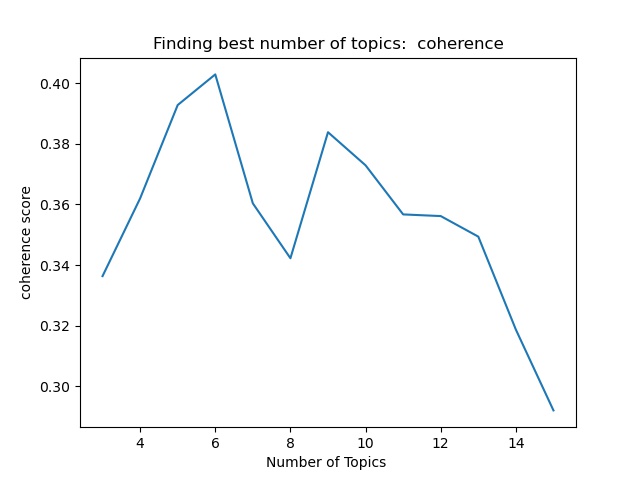 Finding best number of topics:  coherence
0.40
0.38
0.36
0.34
0.32
0.30
coherence score
4 6 8 10 12 14
Number of Topics